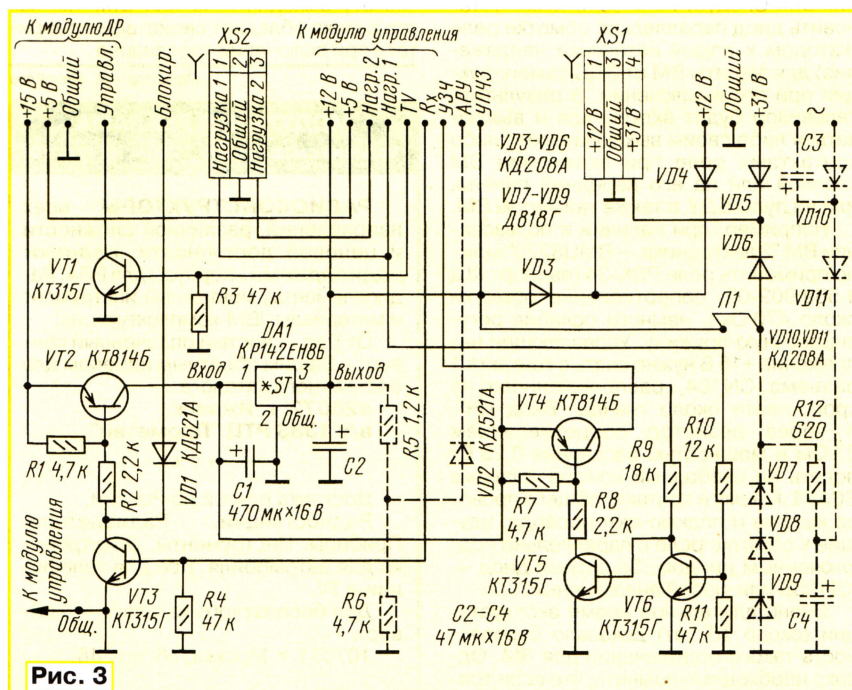 К модулю ДР
XS2
К модулю управления
XS1
+15 В
+5 В
Общий
Управл.
Блокир.
Нагрузка 1 1
Общий 2
Нагрузка 2 3
+12 В
+5 В
Нагр.2
Нагр.1
TV
Rx
УЗЧ
АРУ
УПЧЗ
+12 В 1
Общий 3
+31 В 4
+12 В
Общий
+31 В
~
VD3-VD6
КД208А
VD7-VD9
Д818Г
VD4
VD5
C3
VD10
VD6
VD11
VT1
КТ315Г
R3 47 к
VD3
П1
VD10, VD11
КД208А
DA1
КР142ЕН8Б
VT2 КТ814Б
Вход
1
*ST
3
Выход
2
Общ.
VT4
КТ814Б
R1 4,7 к
R2 2,2 к
VD1 КД521А
C1
470 мк×16 В
C2
R5 1,2 к
VD2 КД521А
R7
4,7 к
R8
2,2 к
R9
18 к
R10
12 к
R12
620
VD7
VD8
VD9
C4
К модулю
управления
Общ.
VT3
КТ315Г
R4
47 к
R6
4,7 к
VT5
КТ315Г
C2-C4
47 мк×16 В
VT6
КТ315Г
R11
47 к
Рис. 3